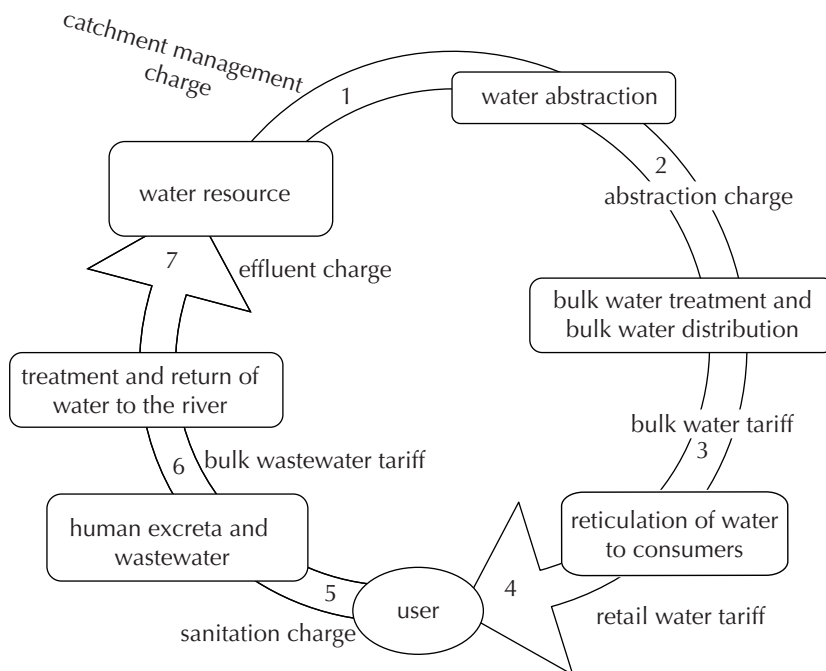 catchment management
charge
1
water abstraction
2
abstraction charge
water resource
7
effluent charge
bulk water treatment and
bulk water distribution
treatment and return of
water to the river
bulk water tariff
3
6
bulk wastewater tariff
human excreta and
wastewater
reticulation of water
to consumers
5
user
4
sanitation charge
retail water tariff